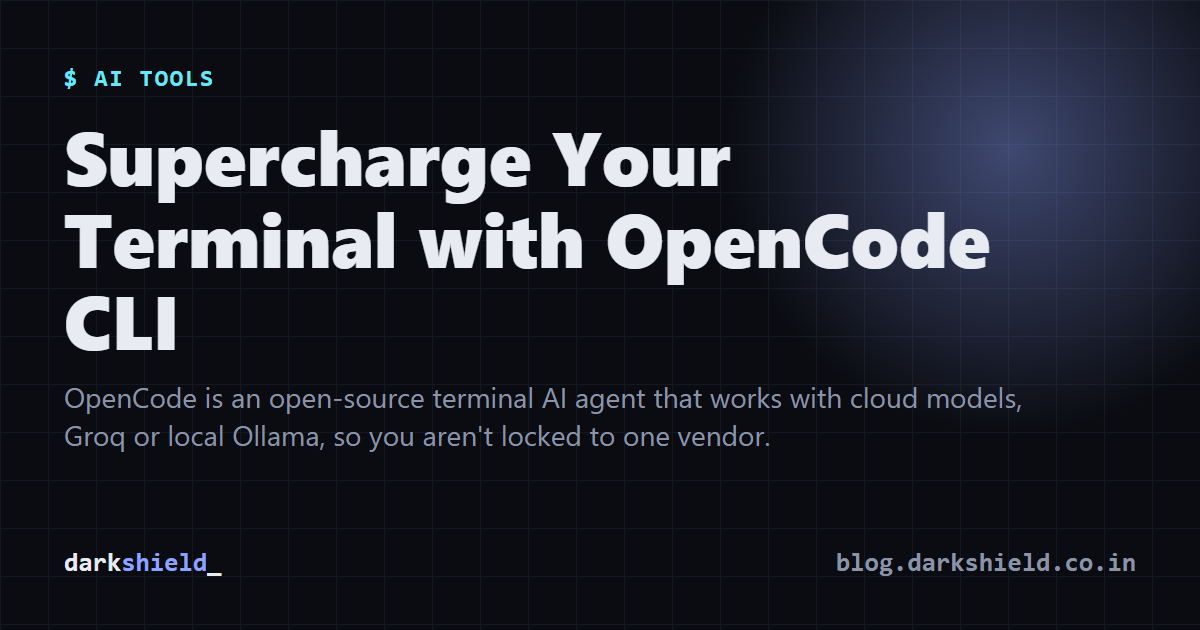 $ AI TOOLS
Supercharge Your
Terminal with OpenCode
CLI
OpenCode is an open-source terminal AI agent that works with cloud models,
Groq or local Ollama, so you aren't locked to one vendor.
darkshield_
blog.darkshield.co.in